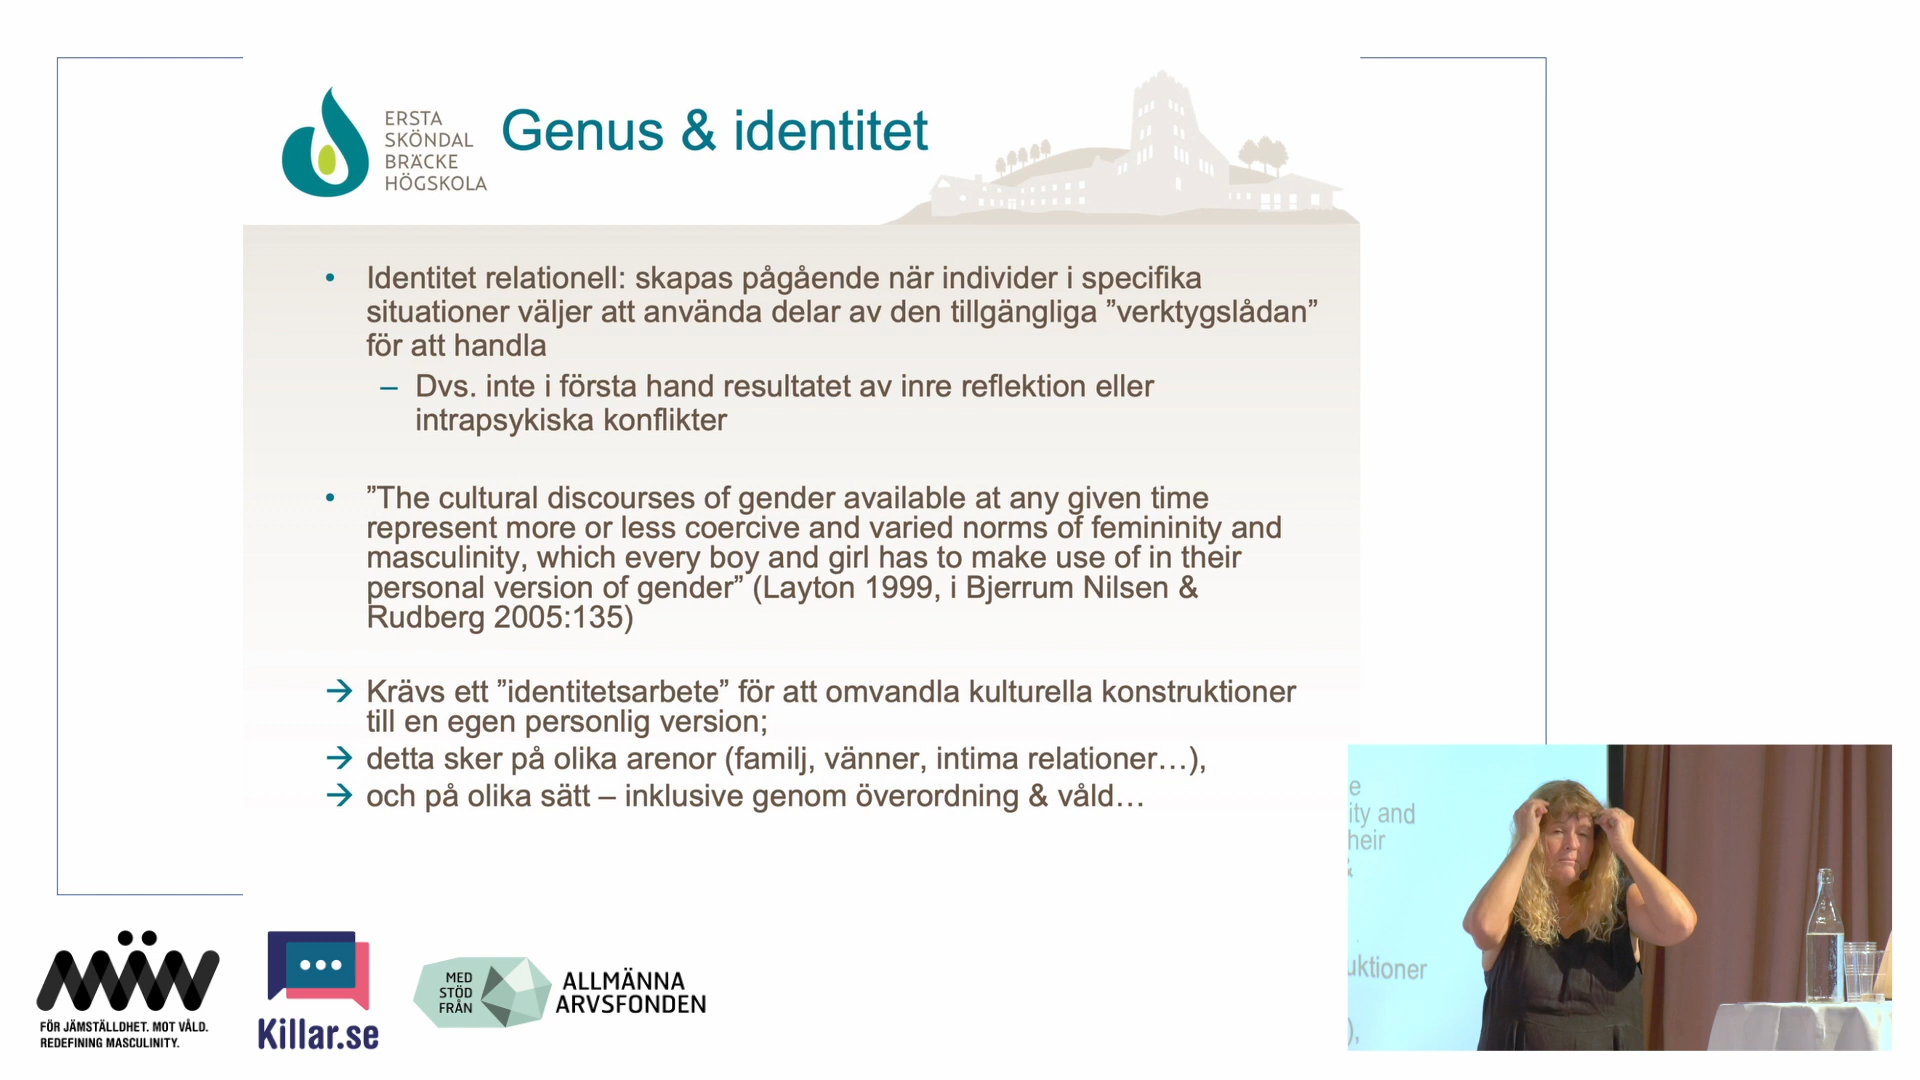 ERSTA
SKÖNDAL
BRÄCKE
HÖGSKOLA
Genus & identitet
• Identitet relationell: skapas pågående när individer i specifika
situationer väljer att använda delar av den tillgängliga ”verktygslådan”
för att handla
– Dvs. inte i första hand resultatet av inre reflektion eller
intrapsykiska konflikter
• ”The cultural discourses of gender available at any given time
represent more or less coercive and varied norms of femininity and
masculinity, which every boy and girl has to make use of in their
personal version of gender” (Layton 1999, i Bjerrum Nilsen &
Rudberg 2005:135)
→ Krävs ett ”identitetsarbete” för att omvandla kulturella konstruktioner
till en egen personlig version;
→ detta sker på olika arenor (familj, vänner, intima relationer…),
→ och på olika sätt – inklusive genom överordning & våld…
e
ity and
heir
&
uktioner
),
MÄN
FÖR JÄMSTÄLLDHET. MOT VÅLD.
REDEFINING MASCULINITY.
Killar.se
MED
STÖD
FRÅN
ALLMÄNNA
ARVSFONDEN